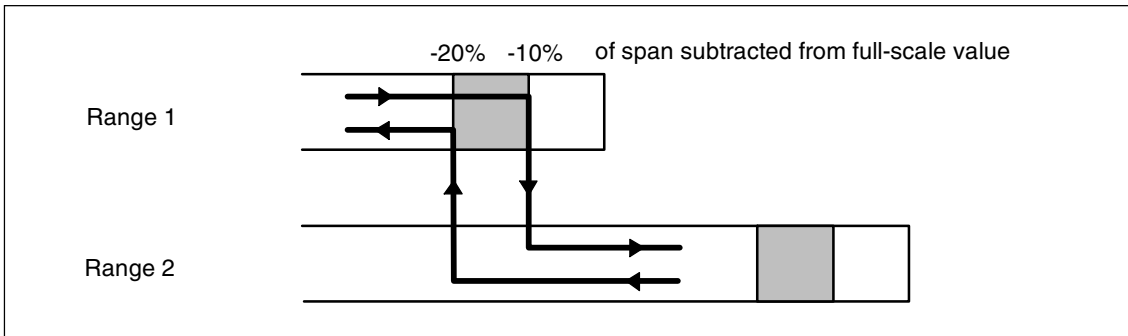 -20% -10% of span subtracted from full-scale value
Range 1
Range 2